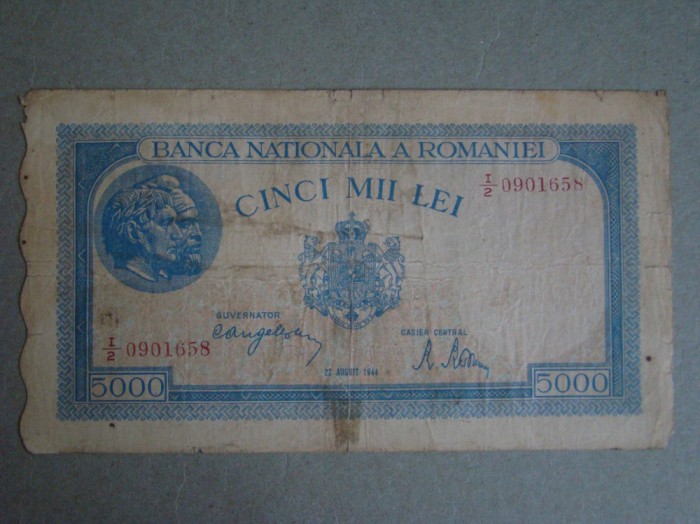 BANCA NATIONALA A ROMANIEI
CINCI MII LEI
I/2 0901658
GUVERNATOR
CASIER CENTRAL
I/2 0901658
22 AUGUST 1944
5000
5000